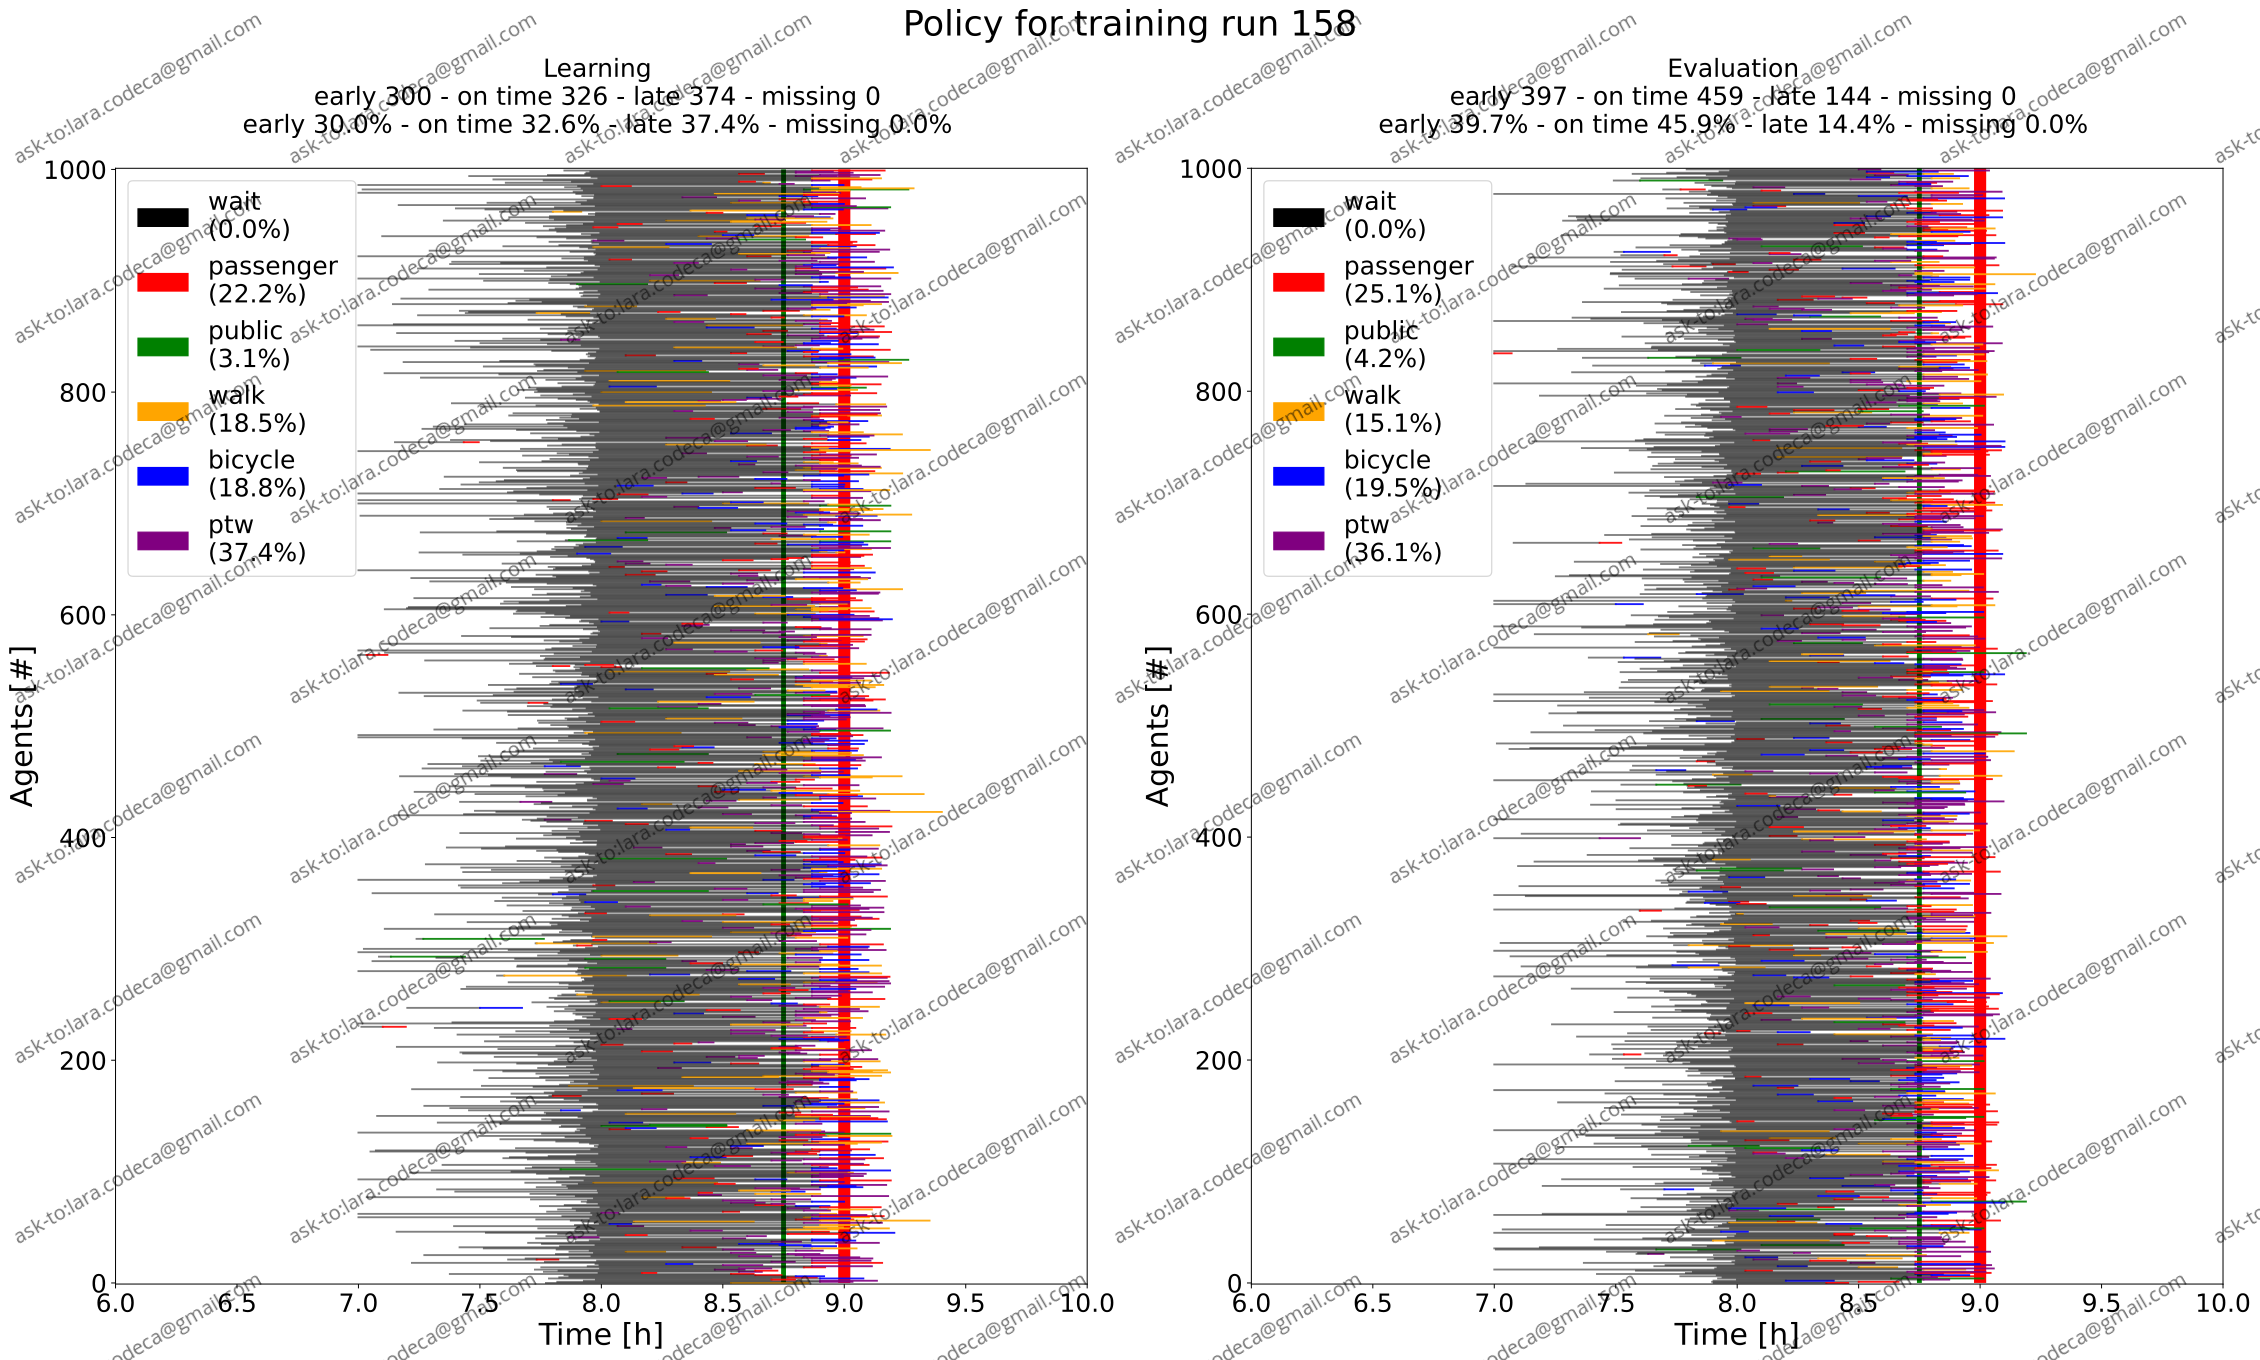 Policy for training run 158
Learning
early 300 - on time 326 - late 374 - missing 0
early 30.0% - on time 32.6% - late 37.4% - missing 0.0%
Evaluation
early 397 - on time 459 - late 144 - missing 0
early 39.7% - on time 45.9% - late 14.4% - missing 0.0%
Agents [#]
1000
800
600
400
200
0
wait
(0.0%)
passenger
(22.2%)
public
(3.1%)
walk
(18.5%)
bicycle
(18.8%)
ptw
(37.4%)
6.0 6.5 7.0 7.5 8.0 8.5 9.0 9.5 10.0
Time [h]
Agents [#]
1000
800
600
400
200
0
wait
(0.0%)
passenger
(25.1%)
public
(4.2%)
walk
(15.1%)
bicycle
(19.5%)
ptw
(36.1%)
6.0 6.5 7.0 7.5 8.0 8.5 9.0 9.5 10.0
Time [h]
ask-to:lara.codeca@gmail.com